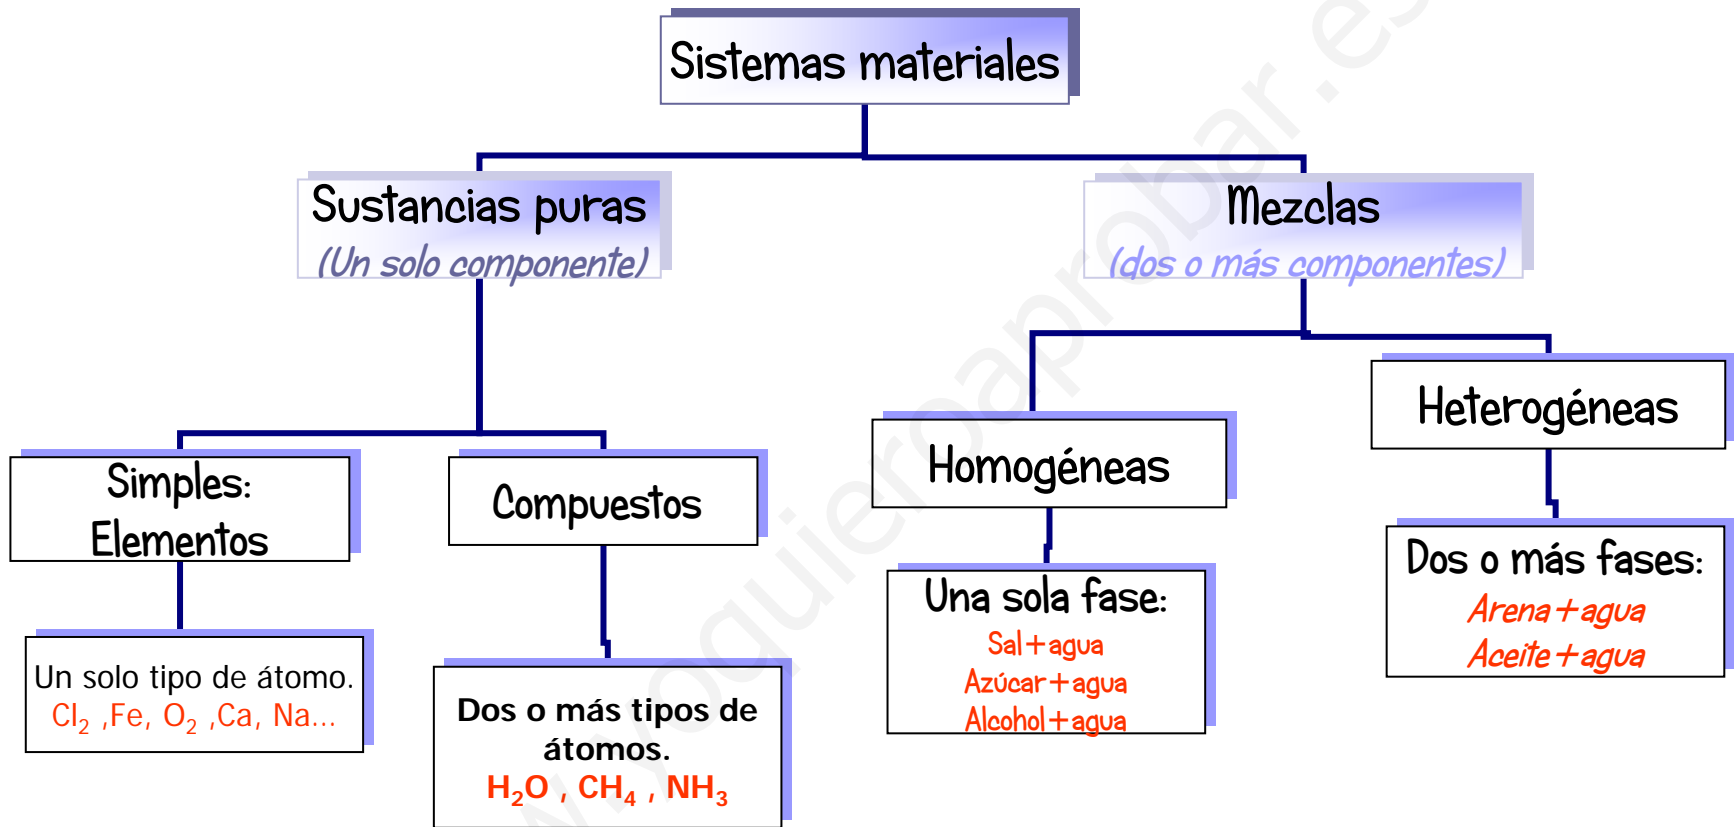 Sistemas materiales
Sustancias puras
(Un solo componente)
Mezclas
(dos o más componentes)
Simples:
Elementos
Compuestos
Homogéneas
Heterogéneas
Un solo tipo de átomo.
Cl₂ ,Fe, O₂ ,Ca, Na...
Dos o más tipos de
átomos.
H₂O , CH₄ , NH₃
Una sola fase:
Sal+agua
Azúcar+agua
Alcohol+agua
Dos o más fases:
Arena+agua
Aceite+agua
w.yoquieroaprobar.es